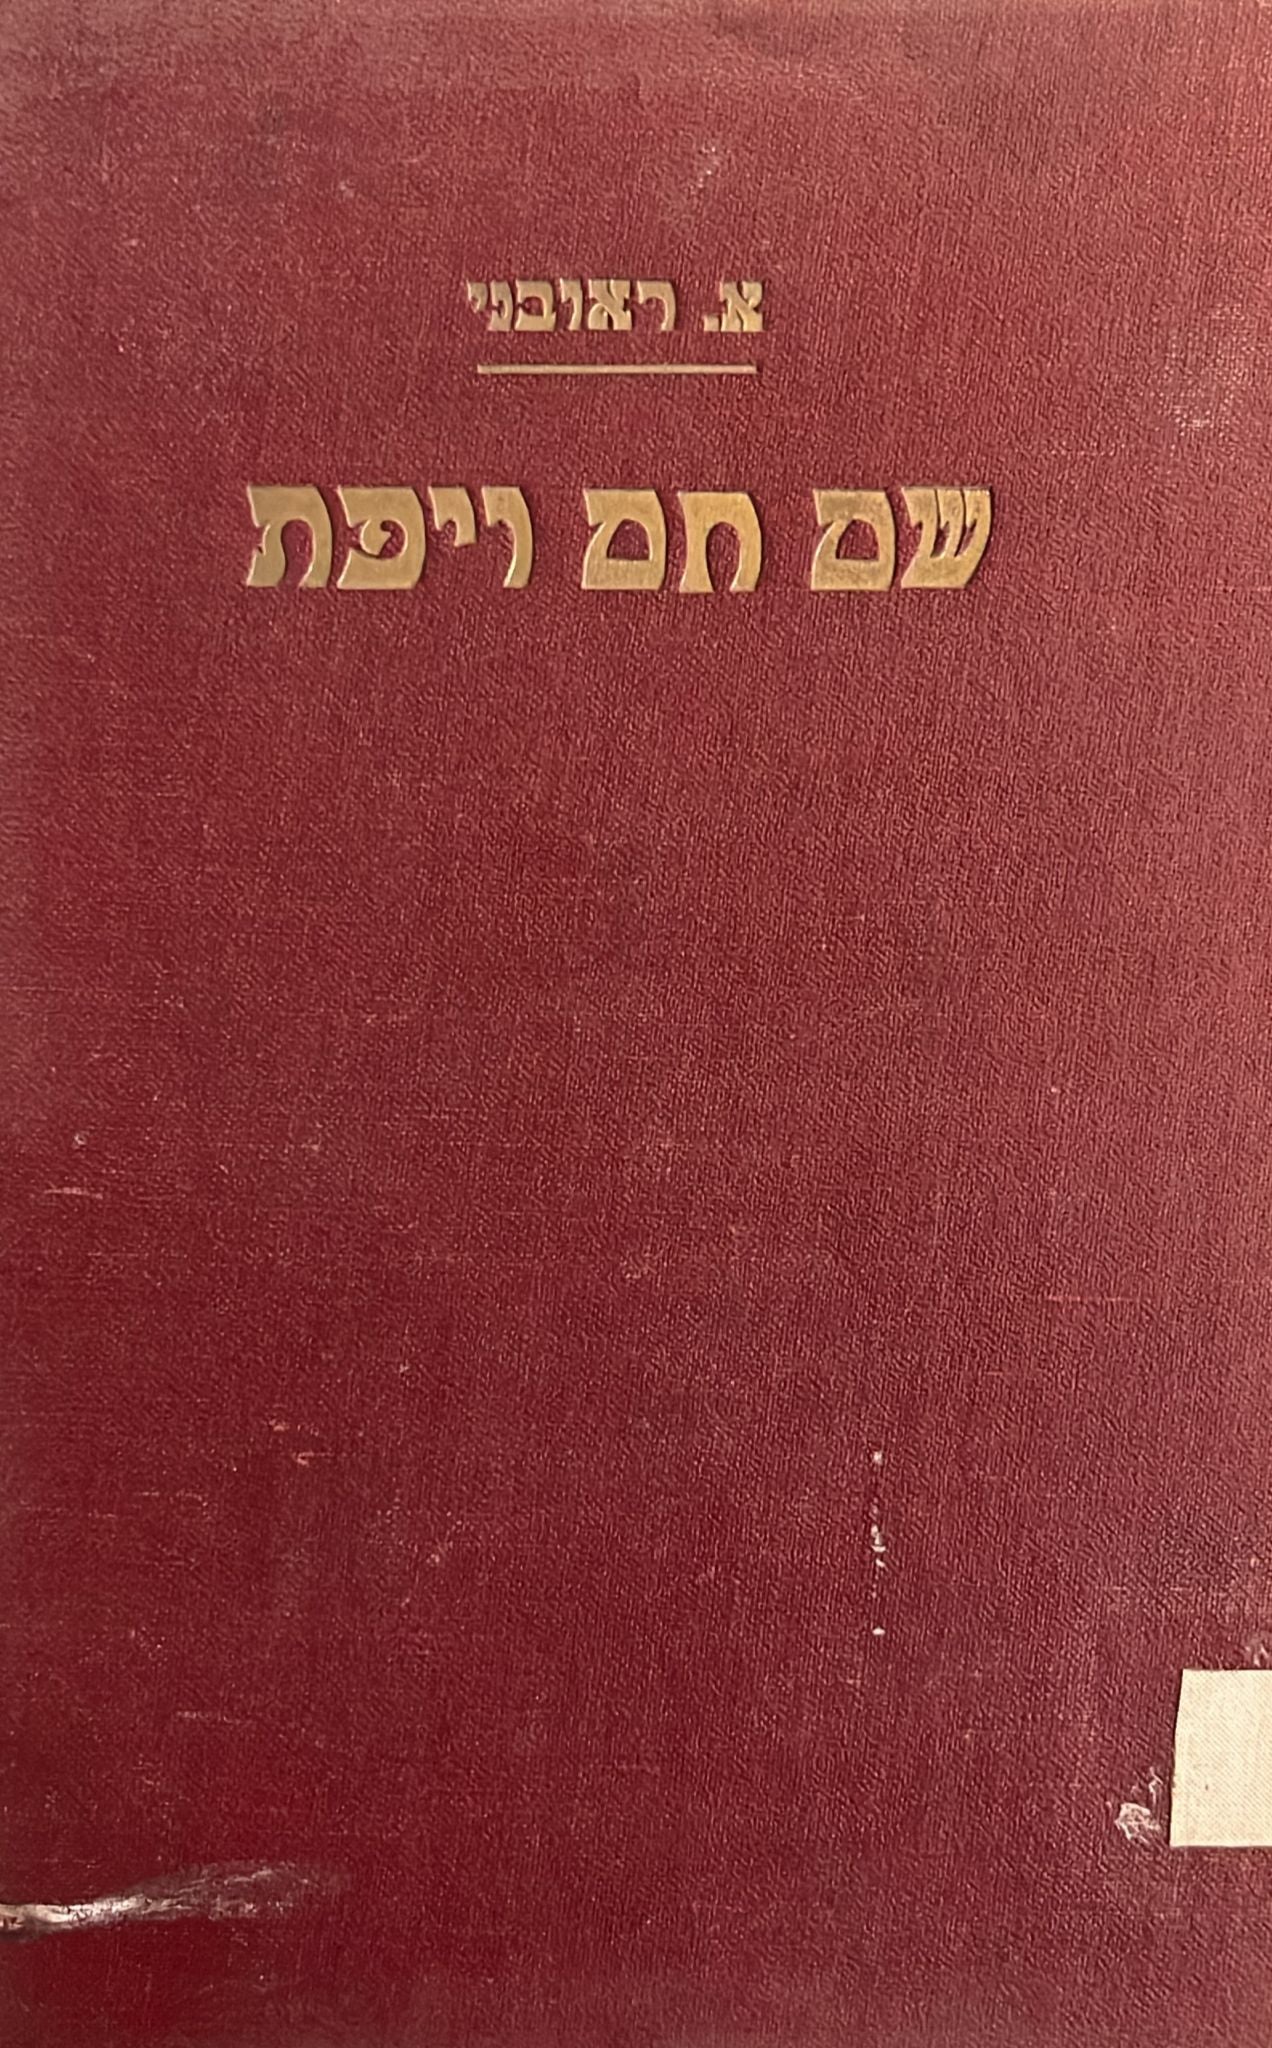 א. ראובני
שם חם ויפת